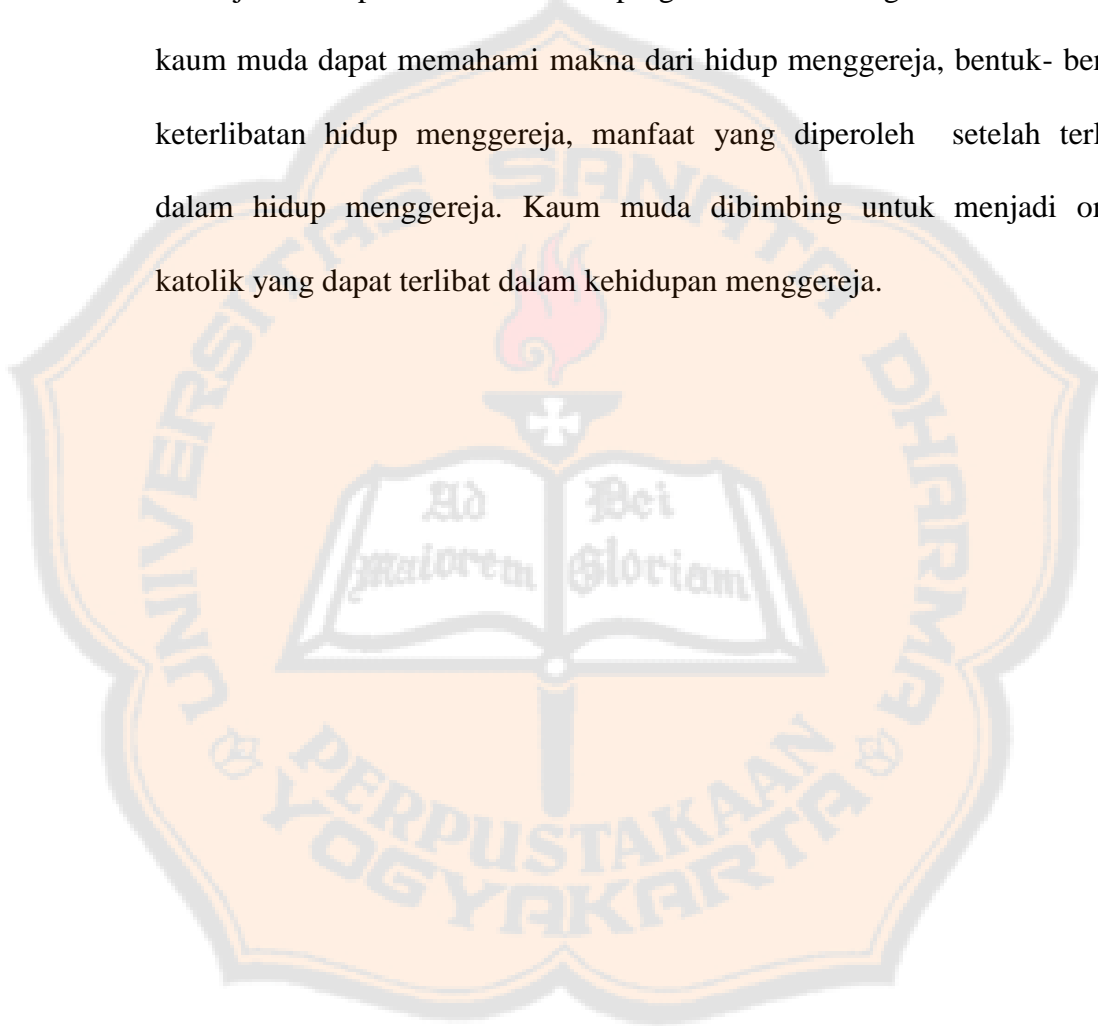 kaum muda dapat memahami makna dari hidup menggereja, bentuk- ben
keterlibatan hidup menggereja, manfaat yang diperoleh setelah terl
dalam hidup menggereja. Kaum muda dibimbing untuk menjadi or
katolik yang dapat terlibat dalam kehidupan menggereja.
UNIVERSITAS SANATA DHARMA
Ad Dei
Maiorem Gloriam
PERPUSTAKAAN
YOGYAKARTA